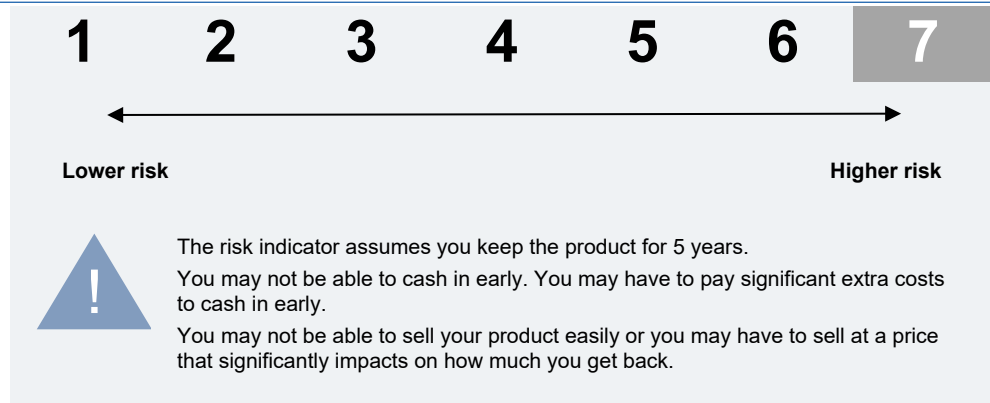 1 2 3 4 5 6 7
Lower risk Higher risk
!
The risk indicator assumes you keep the product for 5 years.
You may not be able to cash in early. You may have to pay significant extra costs
to cash in early.
You may not be able to sell your product easily or you may have to sell at a price
that significantly impacts on how much you get back.